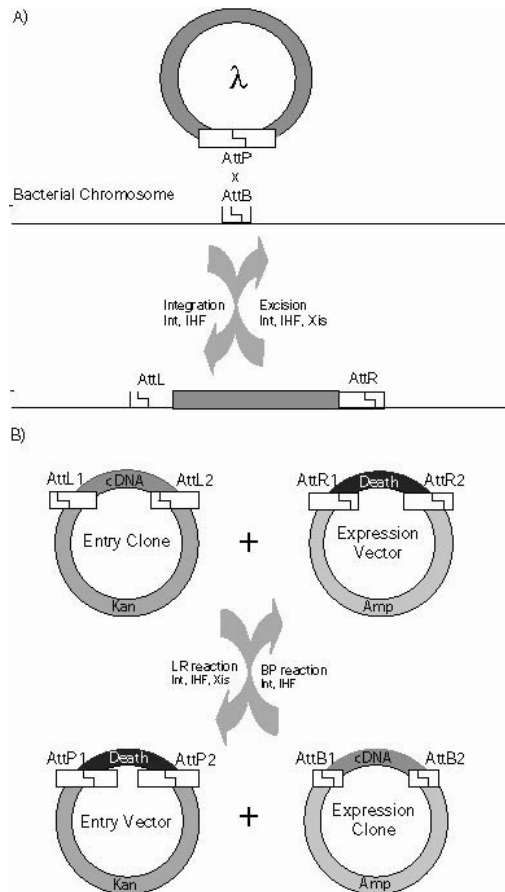 A)
λ
AttP
x
Bacterial Chromosome AttB
Integration Excision
Int, IHF Int, IHF, Xis
AttL AttR
B)
AttL1 cDNA AttL2 AttR1 Death AttR2
Entry Clone + Expression
Vector
Kan Amp
LR reaction BP reaction
Int, IHF, Xis Int, IHF
AttP1 Death AttP2 AttB1 cDNA AttB2
Entry Vector + Expression
Clone
Kan Amp